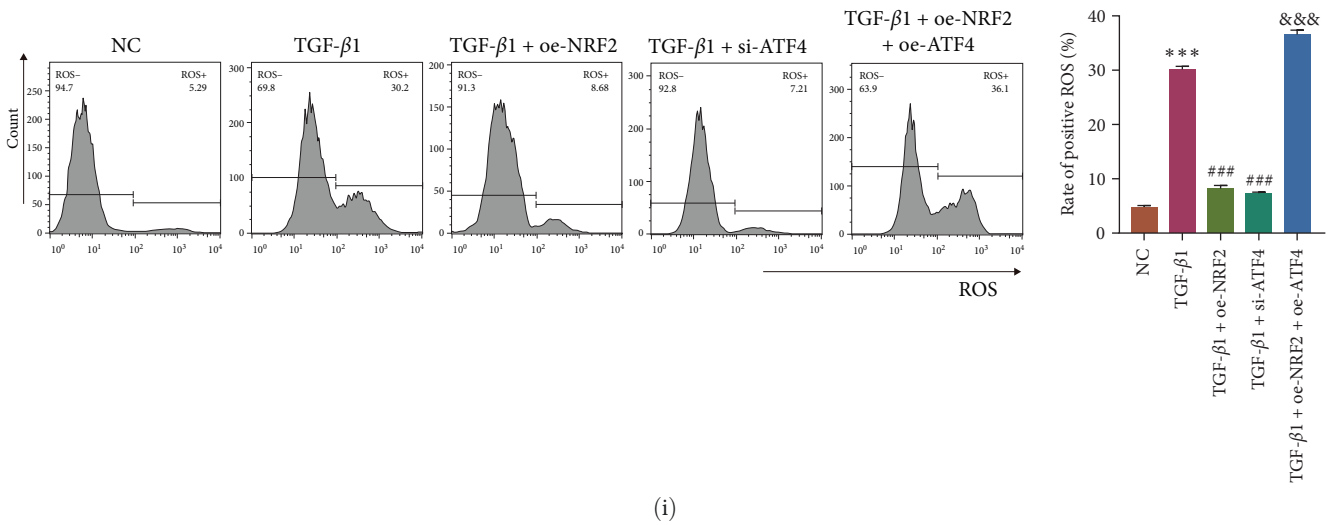 NC
ROS–
94.7
ROS+
5.29
Count
250
200
150
100
50
0
10⁰
10¹
10²
10³
10⁴
TGF-β1
ROS–
69.8
ROS+
30.2
300
200
100
0
10⁰
10¹
10²
10³
10⁴
TGF-β1 + oe-NRF2
ROS–
91.3
ROS+
8.68
200
150
100
50
0
10⁰
10¹
10²
10³
10⁴
TGF-β1 + si-ATF4
ROS–
92.8
ROS+
7.21
300
200
100
0
10⁰
10¹
10²
10³
10⁴
TGF-β1 + oe-NRF2
+ oe-ATF4
ROS–
63.9
ROS+
36.1
300
200
100
0
10⁰
10¹
10²
10³
10⁴
ROS
Rate of positive ROS (%)
40
30
20
10
0
***
###
###
&&&
NC
TGF-β1
TGF-β1 + oe-NRF2
TGF-β1 + si-ATF4
TGF-β1 + oe-NRF2 + oe-ATF4
(i)